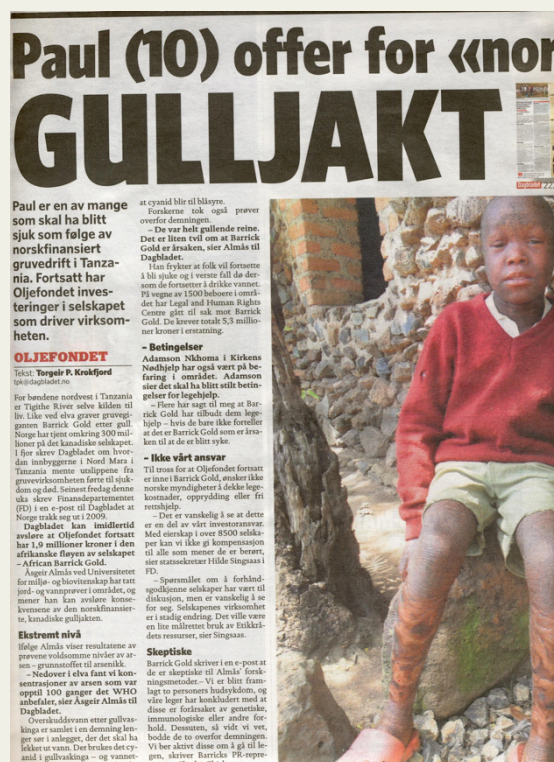 Paul (10) offer for «nor
GULLJAKT
Paul er en av mange
som skal ha blitt
sjuk som følge av
norskfinansiert
gruvedrift i Tanza-
nia. Fortsatt har
Oljefondet inves-
teringer i selskapet
som driver virksom-
heten.
OLJEFONDET
Tekst: Torgeir P. Krokfjord
tpk@dagbladet.no
For bøndene nordvest i Tanzania
er Tigithe River selve kilden til
liv. Like ved elva graver gruvegi-
ganten Barrick Gold etter gull.
Norge har tjent omkring 300 mil-
lioner på det kanadiske selskapet.
I fjor skrev Dagbladet om hvor-
dan innbyggerne i Nord Mara i
Tanzania mente utslippene fra
gruvevirksomheten førte til sjuk-
dom og død. Seinest fredag denne
uka skrev Finansdepartementet
(FD) i en e-post til Dagbladet at
Norge trakk seg ut i 2009.
Dagbladet kan imidlertid
avsløre at Oljefondet fortsatt
har 1,9 millioner kroner i den
afrikanske fløyen av selskapet
– African Barrick Gold.
Åsgeir Almås ved Universitetet
for miljø- og biovitenskap har tatt
jord- og vannprøver i området, og
mener han kan avsløre konse-
kvensene av den norskfinansier-
te, kanadiske gulljakten.
Ekstremt nivå
Ifølge Almås viser resultatene av
prøvene voldsomme nivåer av ar-
sen – grunnstoffet til arsenikk.
– Nedover i elva fant vi kon-
sentrasjoner av arsen som var
opptil 100 ganger det WHO
anbefaler, sier Åsgeir Almås til
Dagbladet.
Overskuddsvann etter gullvas-
kinga er samlet i en demning len-
ger sør i anlegget, der det skal ha
lekket ut vann. Der brukes det cy-
anid i gullvaskinga – og vannet-
at cyanid blir til blåsyre.
Forskerne tok også prøver
overfor demningen.
– De var helt gullende reine.
Det er liten tvil om at Barrick
Gold er årsaken, sier Almås til
Dagbladet.
Han frykter at folk vil fortsette
å bli sjuke og i verste fall dø der-
som de fortsetter å drikke vannet.
På vegne av 1500 beboere i områ-
det har Legal and Human Rights
Centre gått til sak mot Barrick
Gold. De krever totalt 5,3 millio-
ner kroner i erstatning.
– Betingelser
Adamson Nkhoma i Kirkens
Nødhjelp har også vært på be-
faring i området. Adamson
sier det skal ha blitt stilt betin-
gelser for legehjelp.
– Flere har sagt til meg at Bar-
rick Gold har tilbudt dem lege-
hjelp – hvis de bare ikke forteller
at det er Barrick Gold som er årsa-
ken til at de er blitt syke.
– Ikke vårt ansvar
Til tross for at Oljefondet fortsatt
er inne i Barrick Gold, ønsker ikke
norske myndigheter å dekke lege-
kostnader, opprydding eller fri
rettshjelp.
– Det er vanskelig å se at dette
er en del av vårt investoransvar.
Med eierskap i over 8500 selska-
per kan vi ikke gi kompensasjon
til alle som mener de er berørt,
sier statssekretær Hilde Singsaas i
FD.
– Spørsmålet om å forhånd-
sgodkjenne selskaper har vært til
diskusjon, men er vanskelig å se
for seg. Selskapenes virksomhet
er i stadig endring. Det ville være
en lite målrettet bruk av Etikkrå-
dets ressurser, sier Singsaas.
Skeptiske
Barrick Gold skriver i en e-post at
de er skeptiske til Almås' forsk-
ningsmetoder. – Vi er blitt fram-
lagt to personers hudsykdom, og
våre leger har konkludert med at
disse er forårsaket av genetiske,
immunologiske eller andre for-
hold. Dessuten, så vidt vi vet,
bodde de to overfor demningen.
Vi ber aktivt disse om å gå til le-
gen, skriver Barricks PR-repre-
Dagbladet